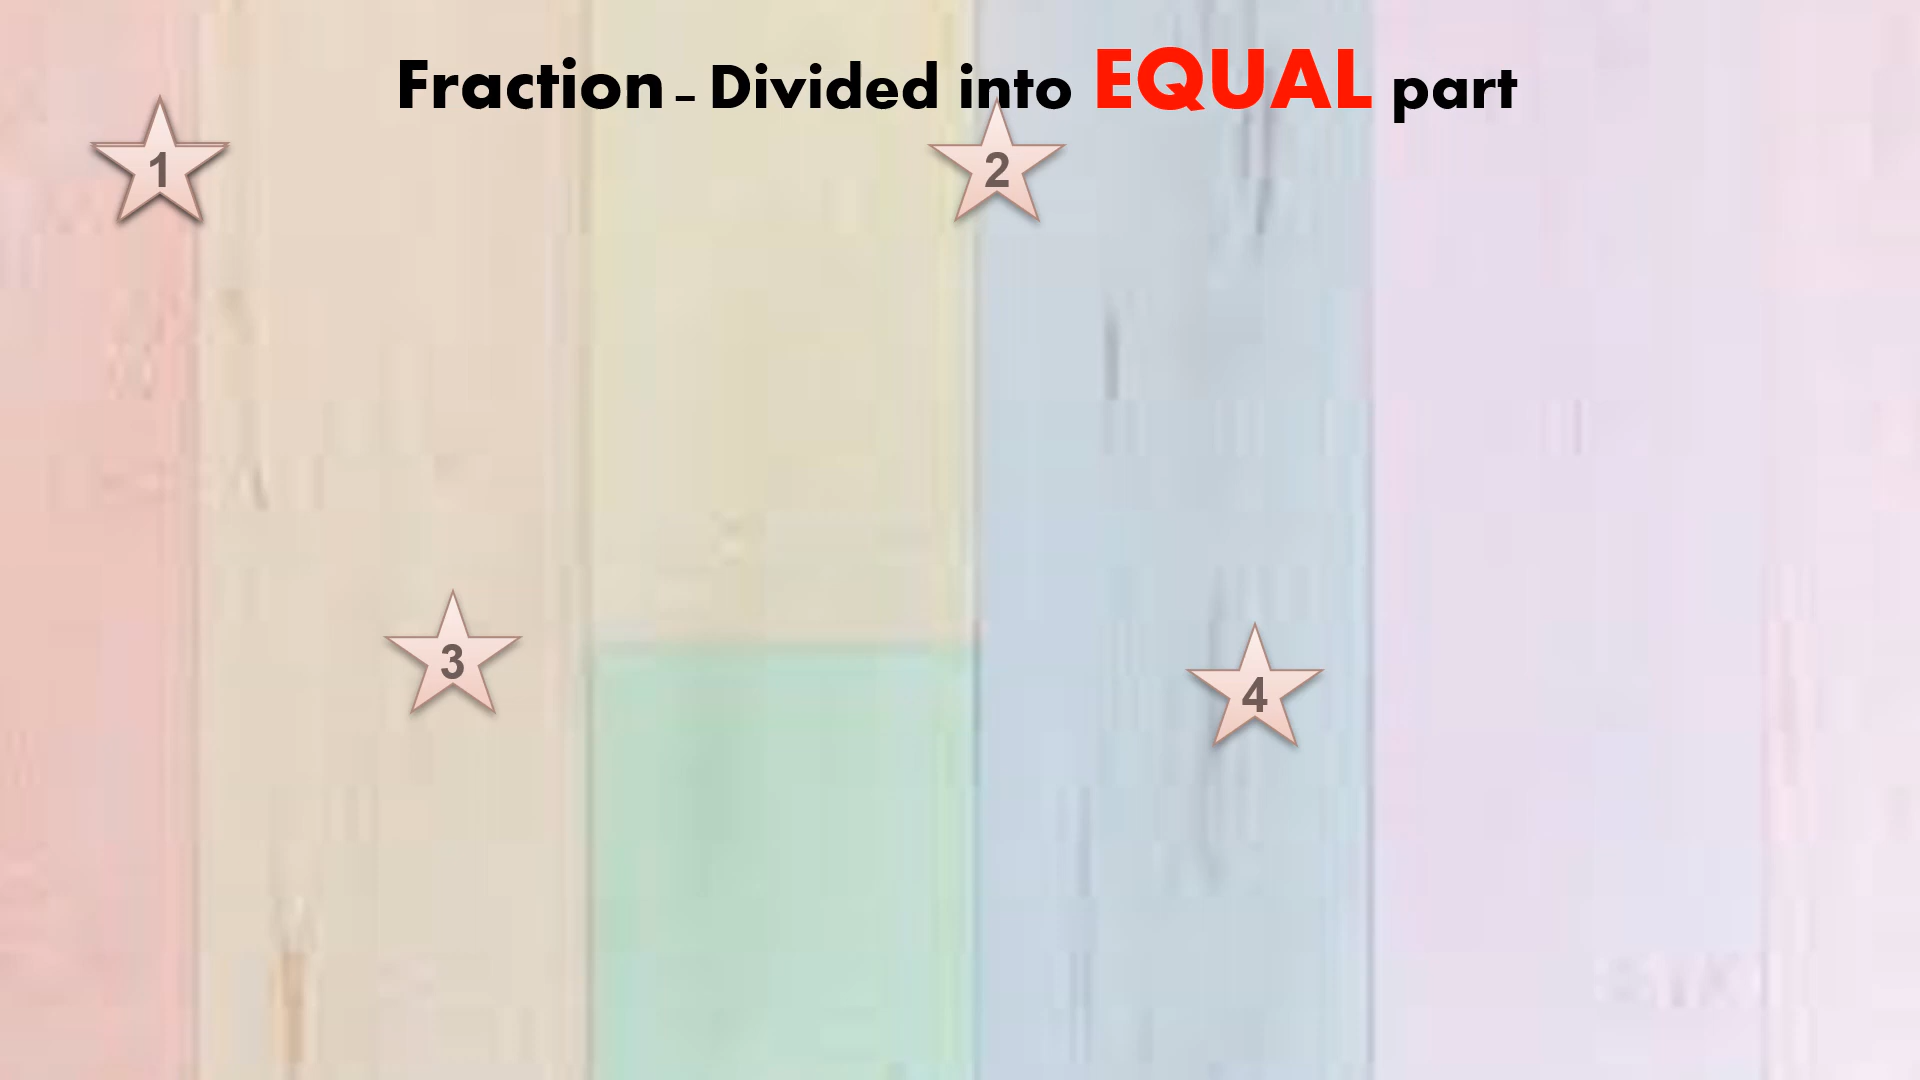 Fraction – Divided into EQUAL part
1
2
3
4